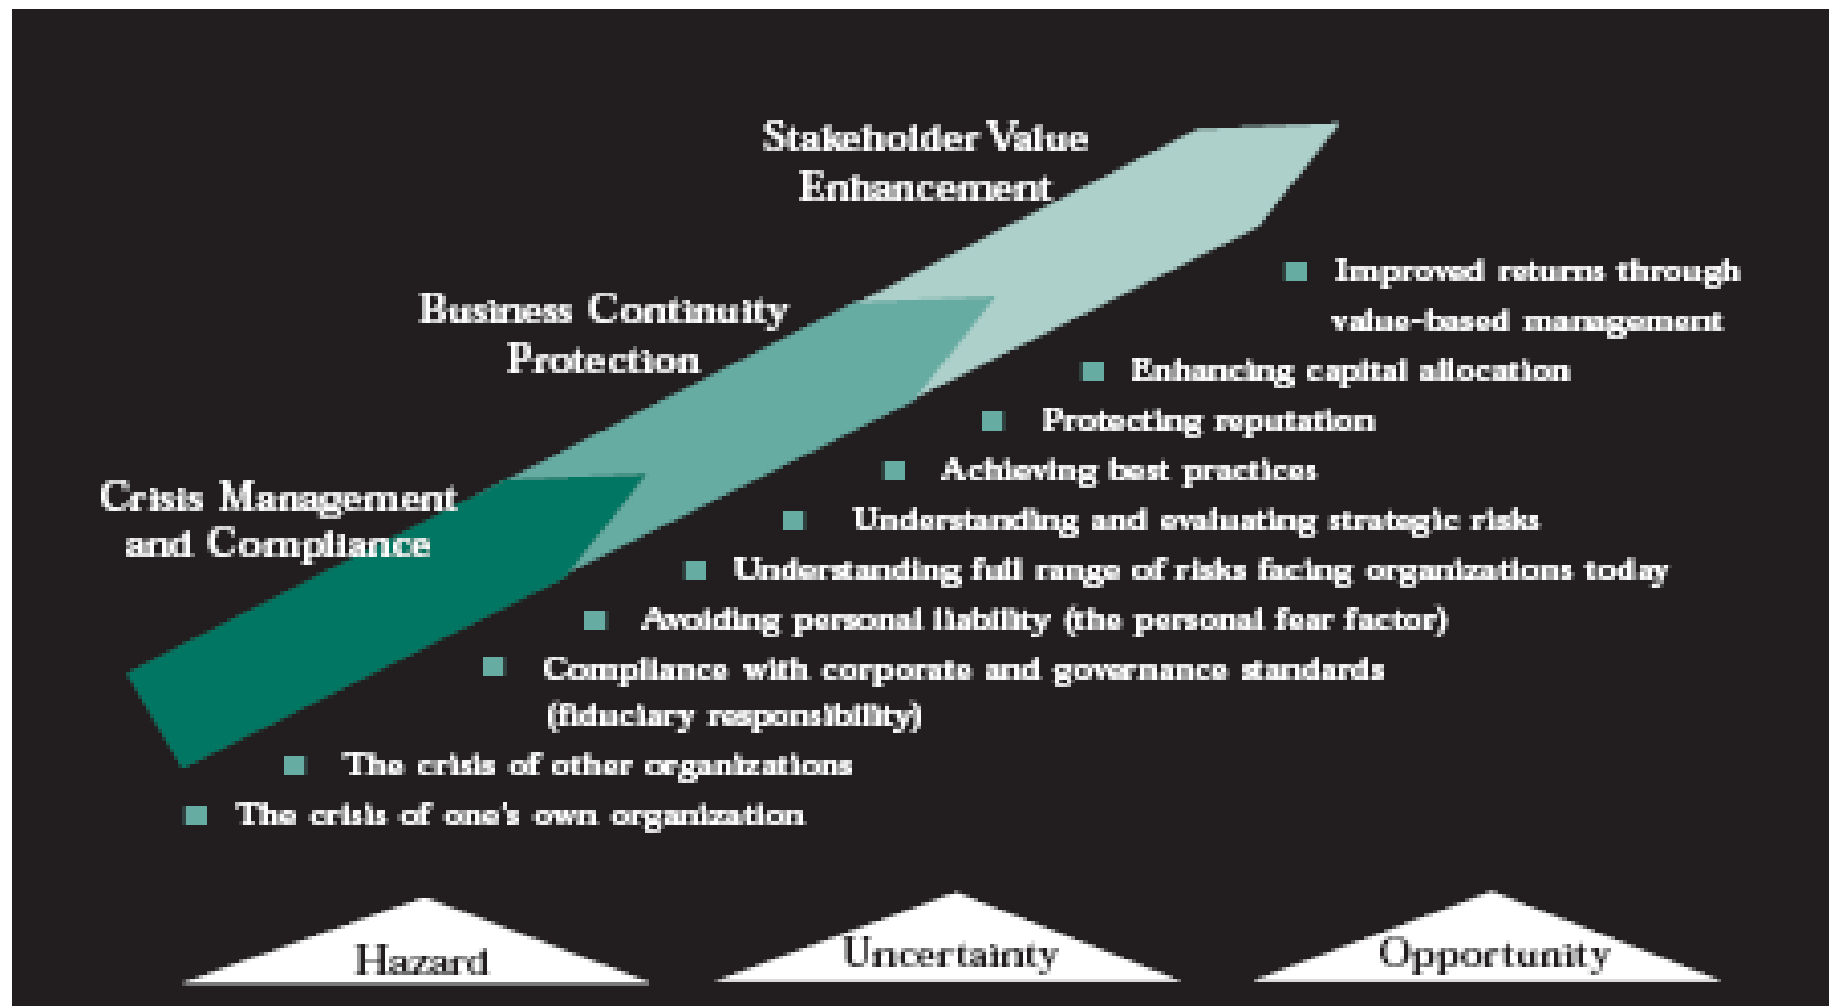 Stakeholder Value
Enhancement
Business Continuity
Protection
Crisis Management
and Compliance
Improved returns through
value-based management
Enhancing capital allocation
Protecting reputation
Achieving best practices
Understanding and evaluating strategic risks
Understanding full range of risks facing organizations today
Avoiding personal liability (the personal fear factor)
Compliance with corporate and governance standards
(fiduciary responsibility)
The crisis of other organizations
The crisis of one's own organization
Hazard
Uncertainty
Opportunity